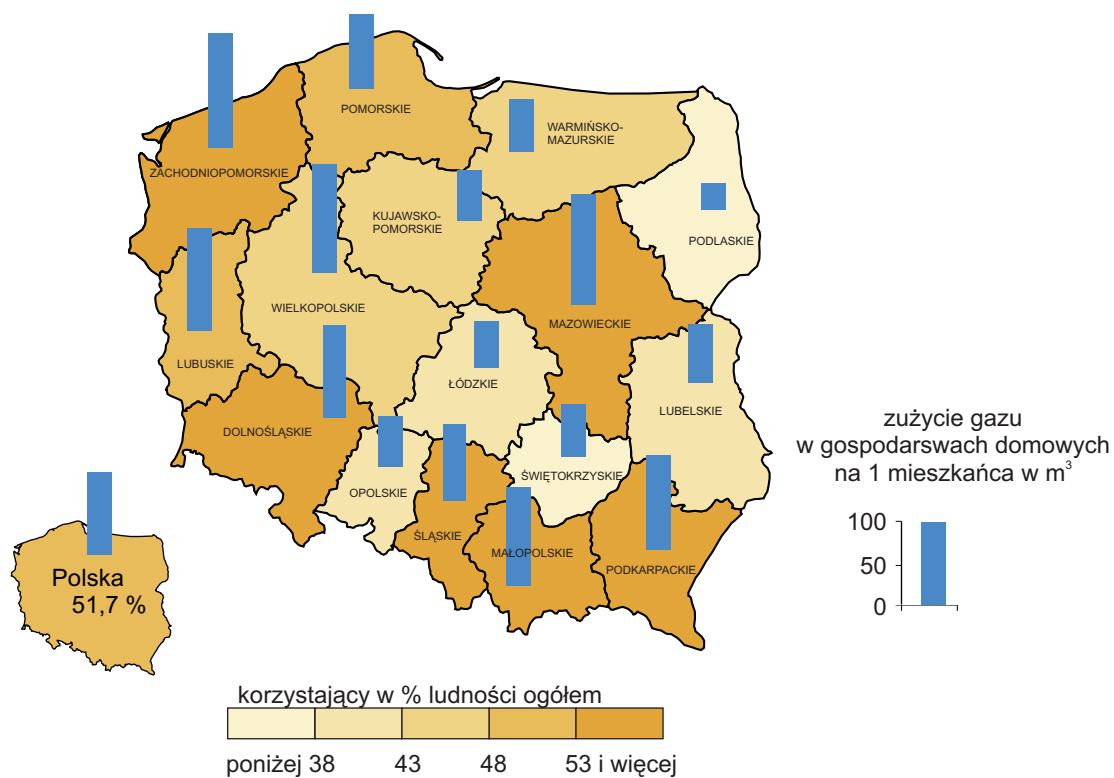 POMORSKIE
WARMIŃSKO-
MAZURSKIE
ZACHODNIOPOMORSKIE
KUJAWSKO-
POMORSKIE
PODLASKIE
WIELKOPOLSKIE
MAZOWIECKIE
LUBUSKIE
ŁÓDZKIE
LUBELSKIE
DOLNOŚLĄSKIE
ŚWIĘTOKRZYSKIE
OPOLSKIE
ŚLĄSKIE
MAŁOPOLSKIE
PODKARPACKIE
zużycie gazu
w gospodarswach domowych
na 1 mieszkańca w m³
100
50
0
Polska
51,7 %
korzystający w % ludności ogółem
poniżej 38 43 48 53 i więcej